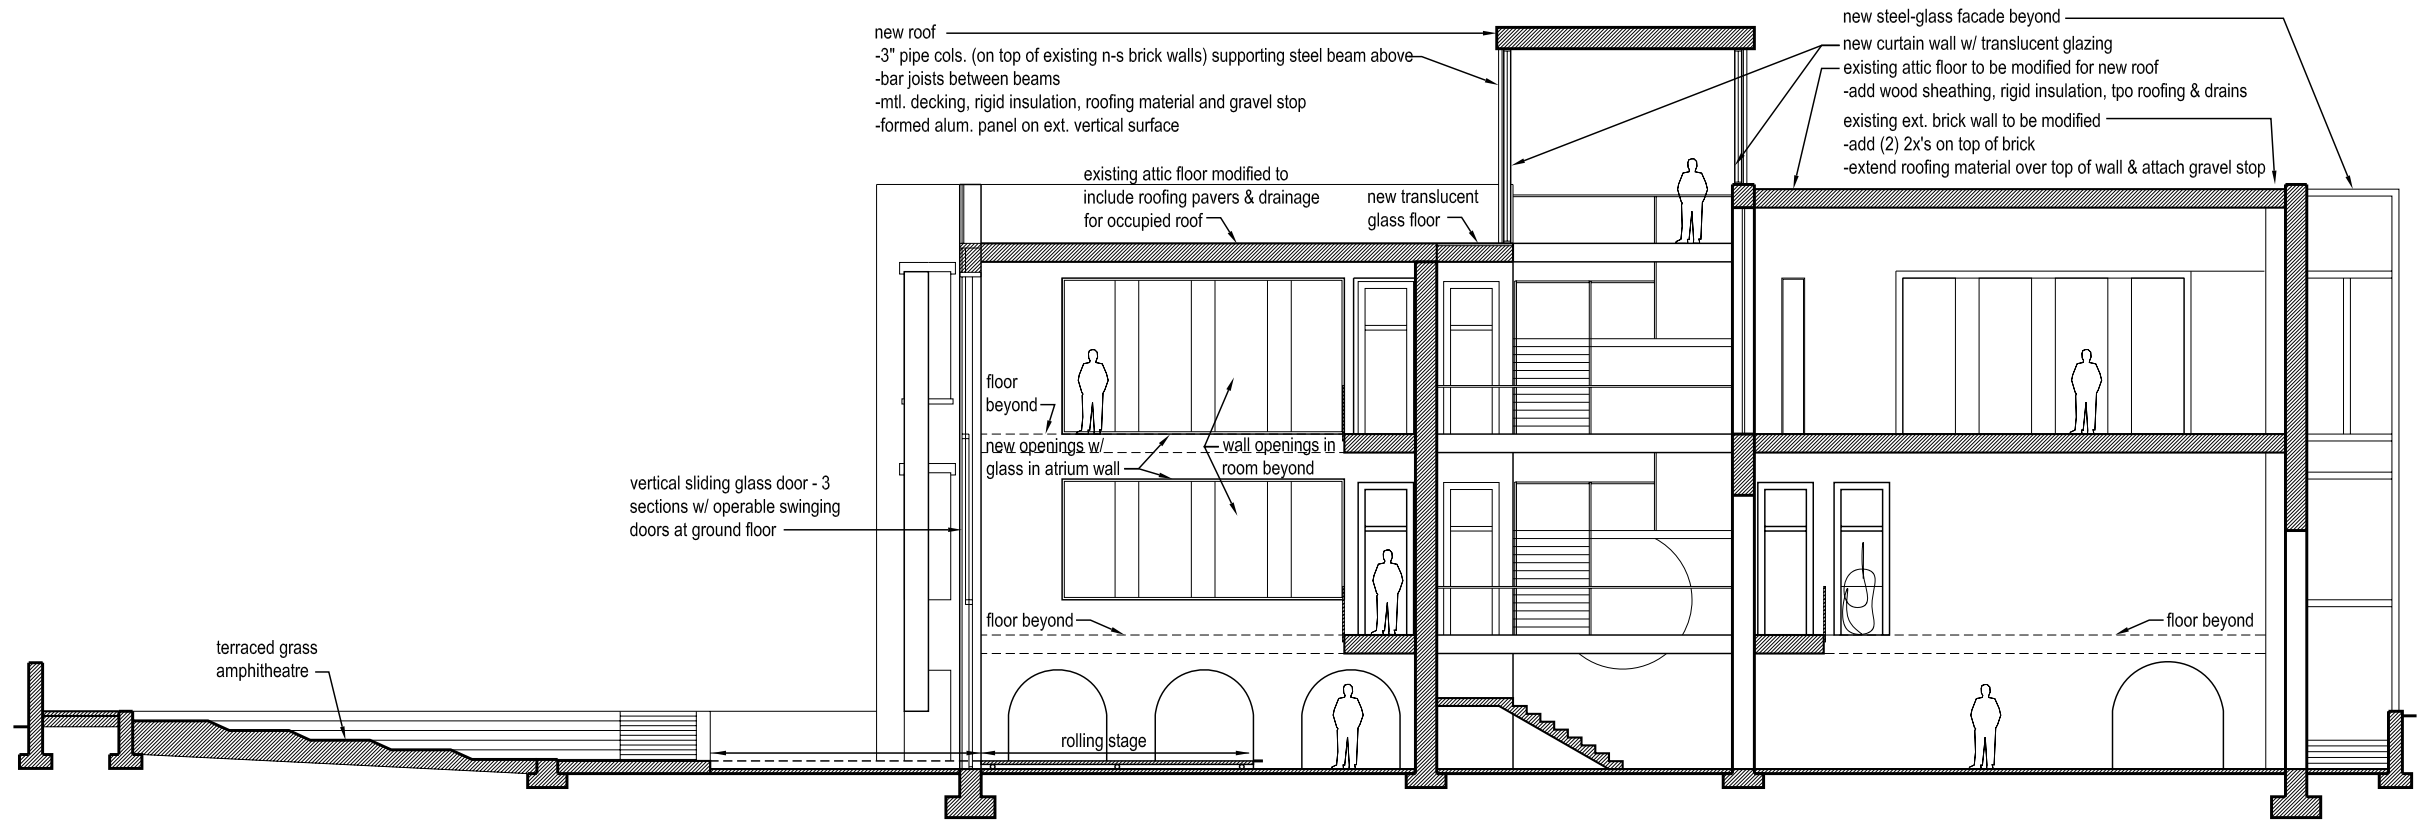 new roof
-3" pipe cols. (on top of existing n-s brick walls) supporting steel beam above
-bar joists between beams
-mtl. decking, rigid insulation, roofing material and gravel stop
-formed alum. panel on ext. vertical surface
new steel-glass facade beyond
new curtain wall w/ translucent glazing
existing attic floor to be modified for new roof
-add wood sheathing, rigid insulation, tpo roofing & drains
existing ext. brick wall to be modified
-add (2) 2x's on top of brick
-extend roofing material over top of wall & attach gravel stop
existing attic floor modified to
include roofing pavers & drainage
for occupied roof
new translucent
glass floor
floor
beyond
new openings w/
glass in atrium wall
wall openings in
room beyond
vertical sliding glass door - 3
sections w/ operable swinging
doors at ground floor
floor beyond
floor beyond
terraced grass
amphitheatre
rolling stage